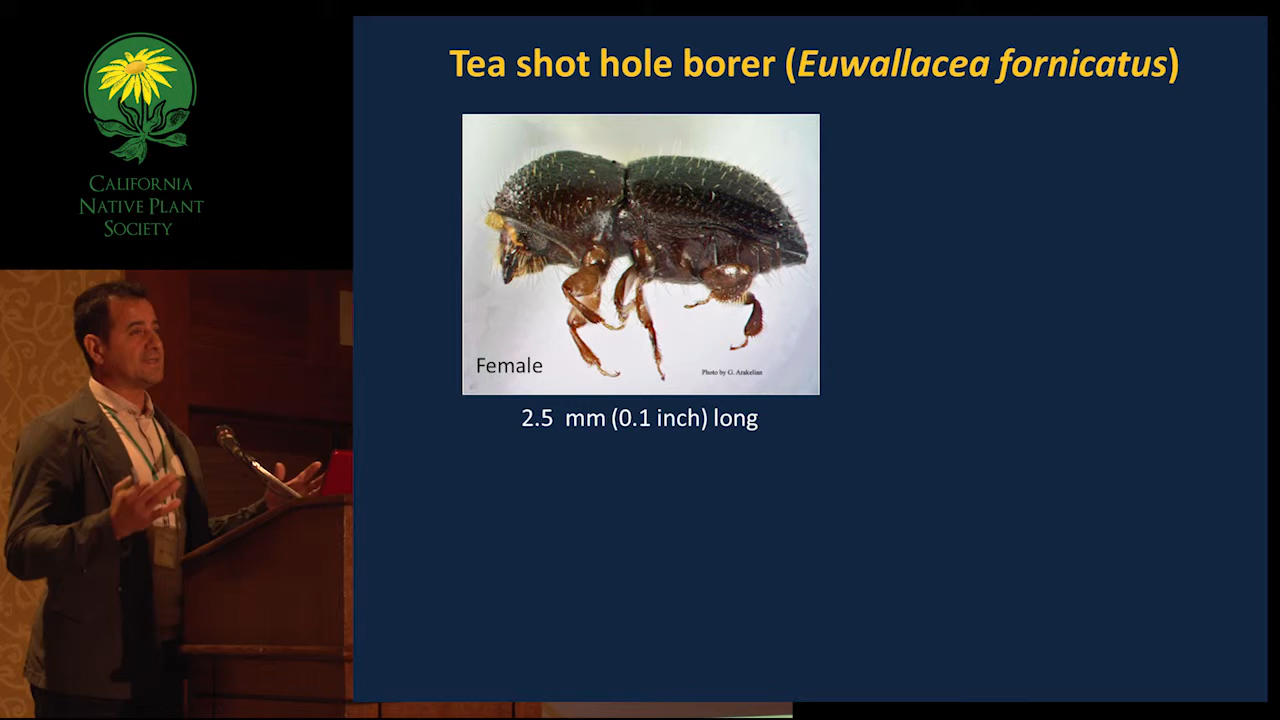 Tea shot hole borer (Euwallacea fornicatus)
CALIFORNIA
NATIVE PLANT
SOCIETY
Female
Photo by G. Arakelian
2.5 mm (0.1 inch) long